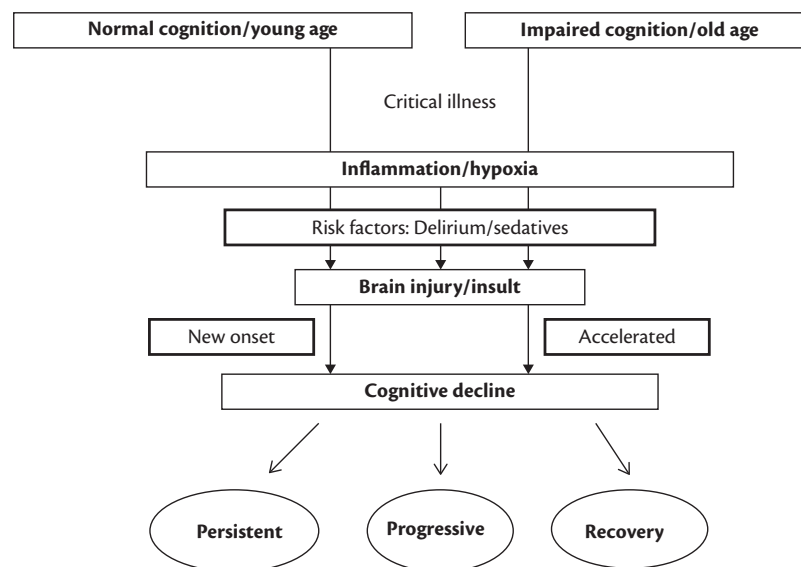 Normal cognition/young age
Impaired cognition/old age
Critical illness
Inflammation/hypoxia
Risk factors: Delirium/sedatives
Brain injury/insult
New onset
Accelerated
Cognitive decline
Persistent
Progressive
Recovery